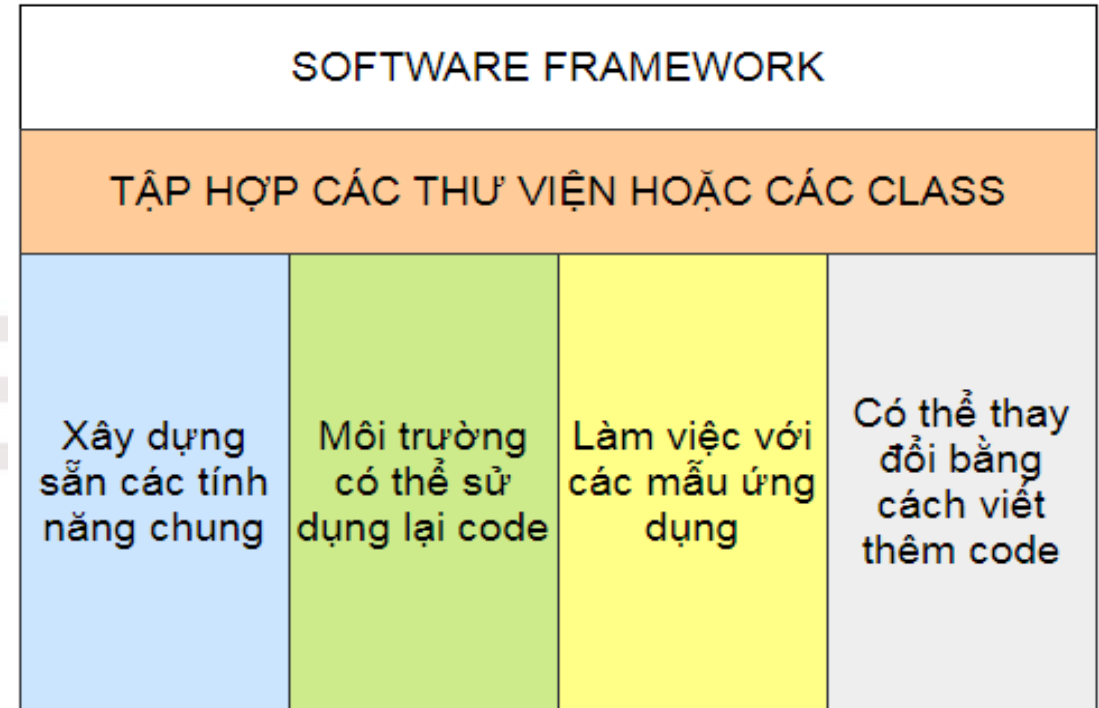 SOFTWARE FRAMEWORK
TẬP HỢP CÁC THƯ VIỆN HOẶC CÁC CLASS
Xây dựng
sẵn các tính
năng chung
Môi trường
có thể sử
dụng lại code
Làm việc với
các mẫu ứng
dụng
Có thể thay
đổi bằng
cách viết
thêm code